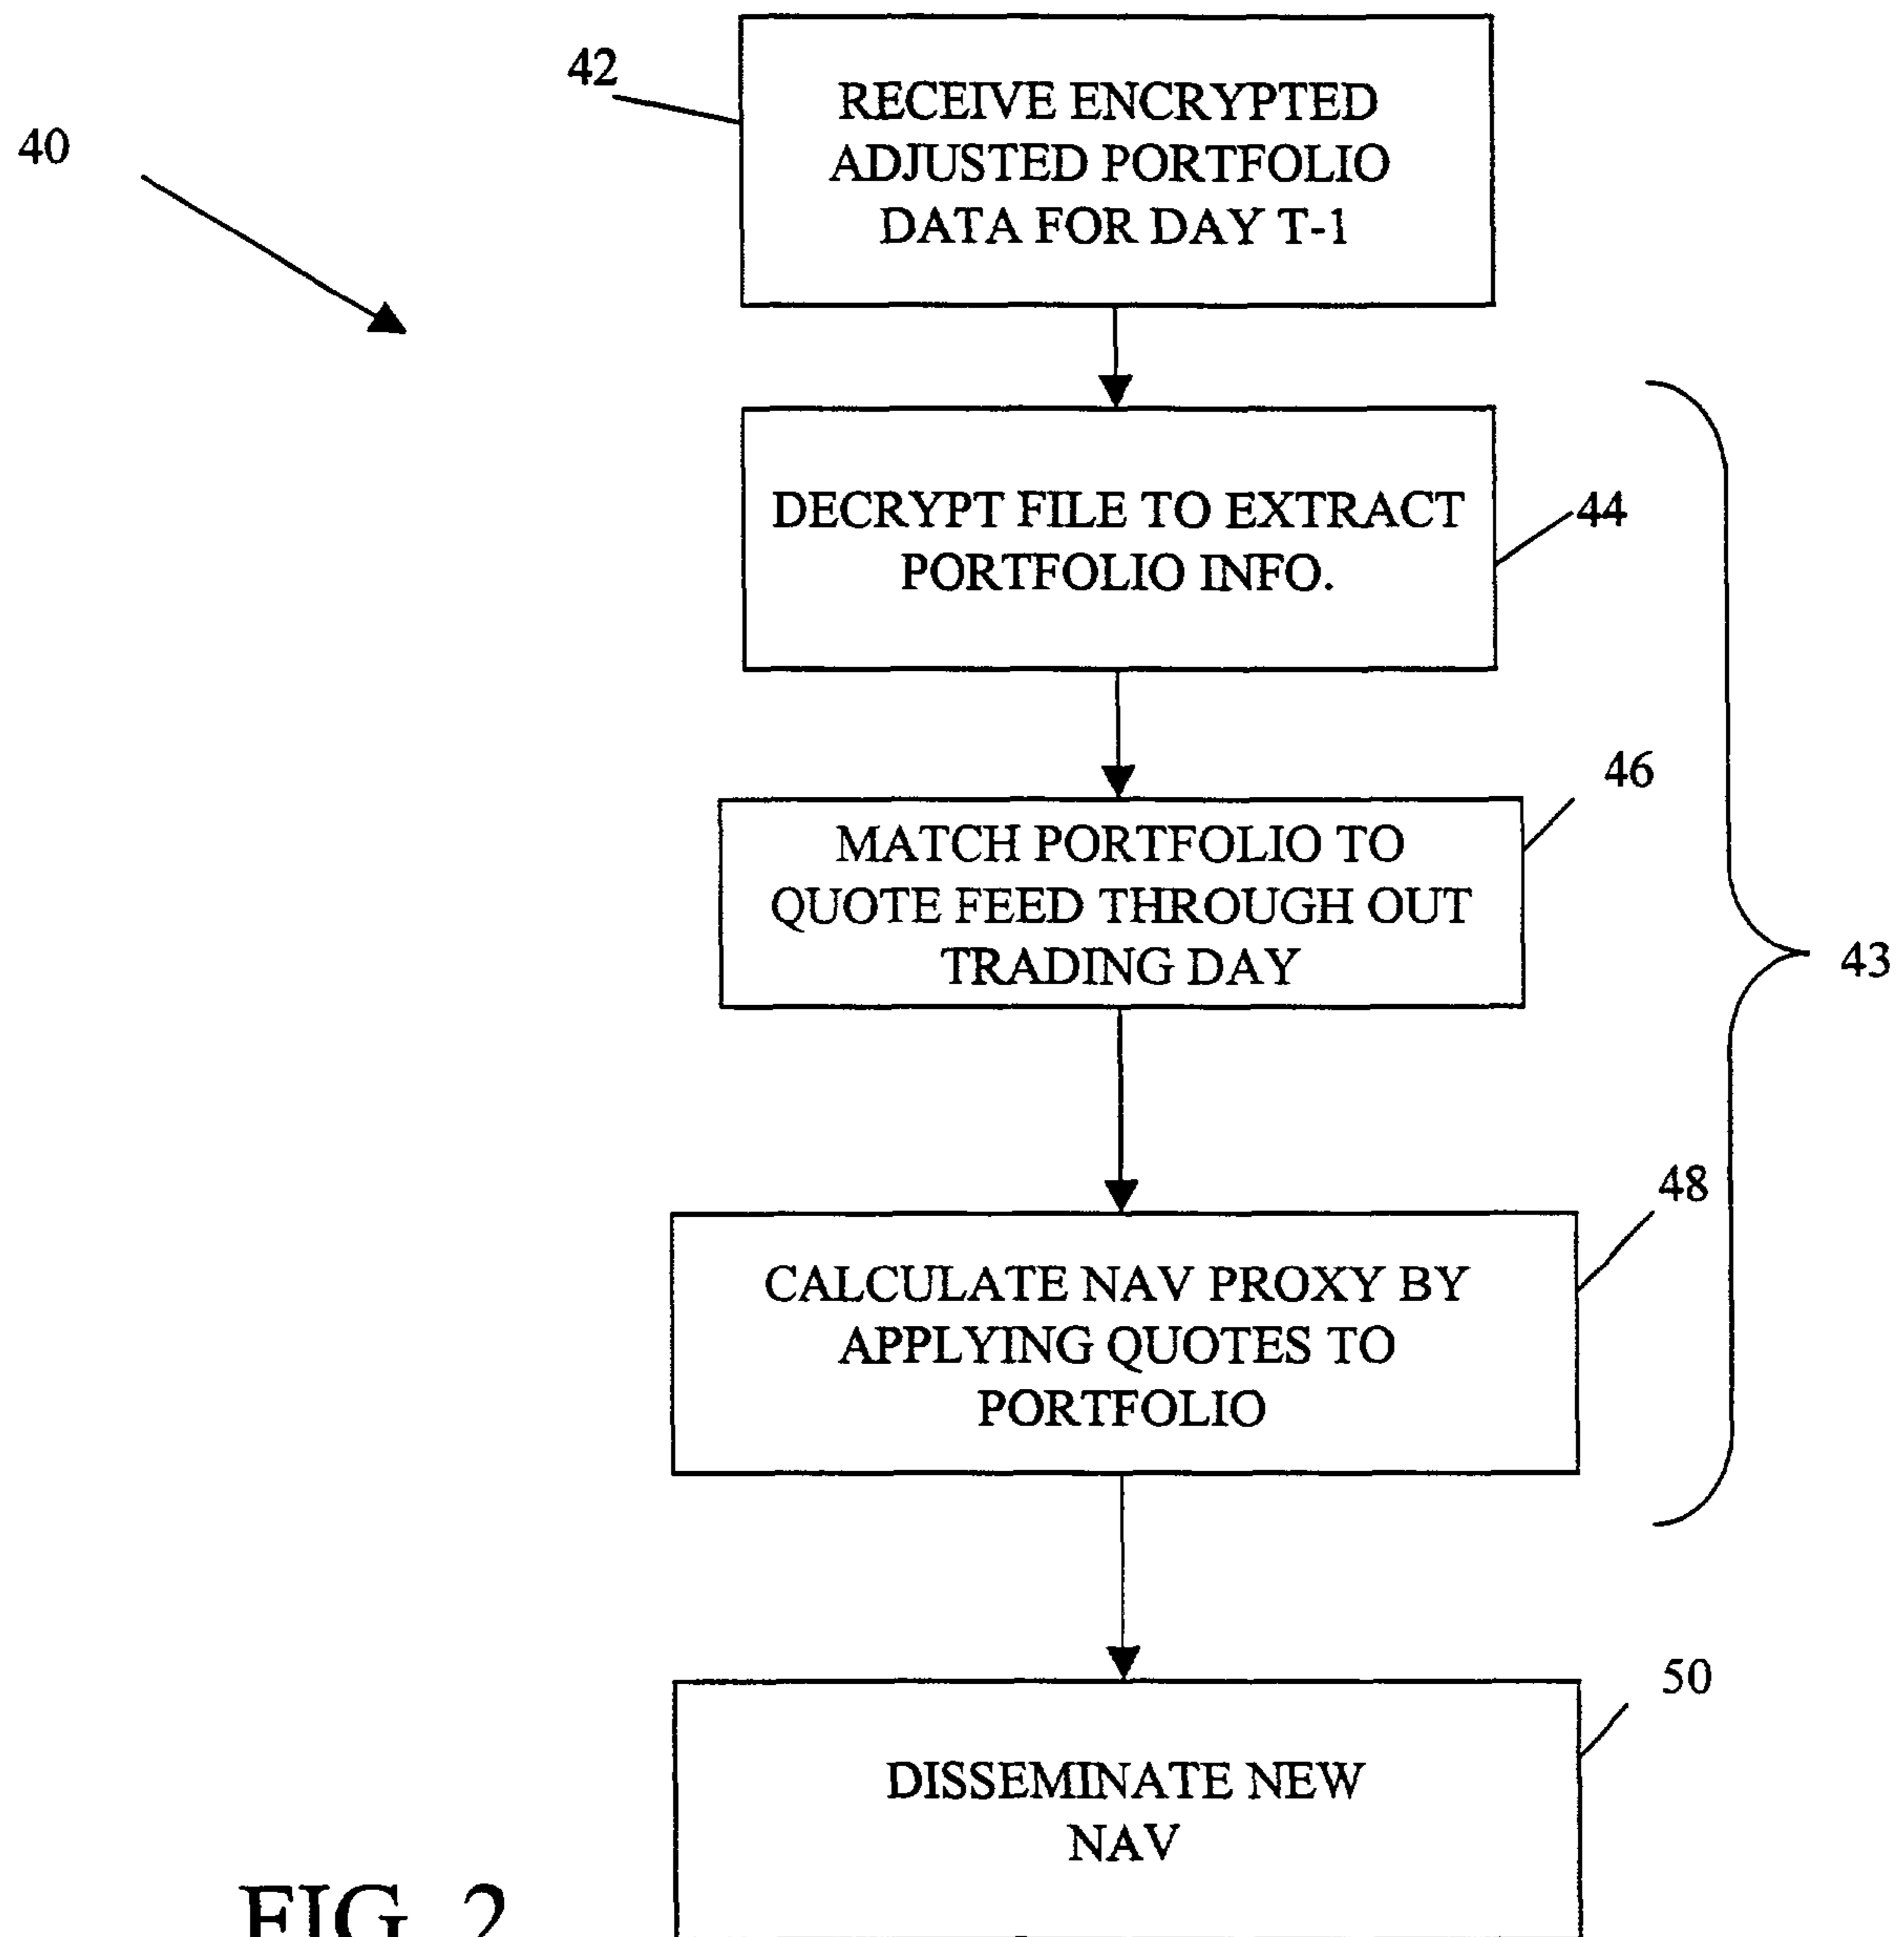 42
RECEIVE ENCRYPTED
ADJUSTED PORTFOLIO
DATA FOR DAY T-1
40
DECRYPT FILE TO EXTRACT
PORTFOLIO INFO.
44
46
MATCH PORTFOLIO TO
QUOTE FEED THROUGH OUT
TRADING DAY
43
48
CALCULATE NAV PROXY BY
APPLYING QUOTES TO
PORTFOLIO
50
DISSEMINATE NEW
NAV
FIG. 2